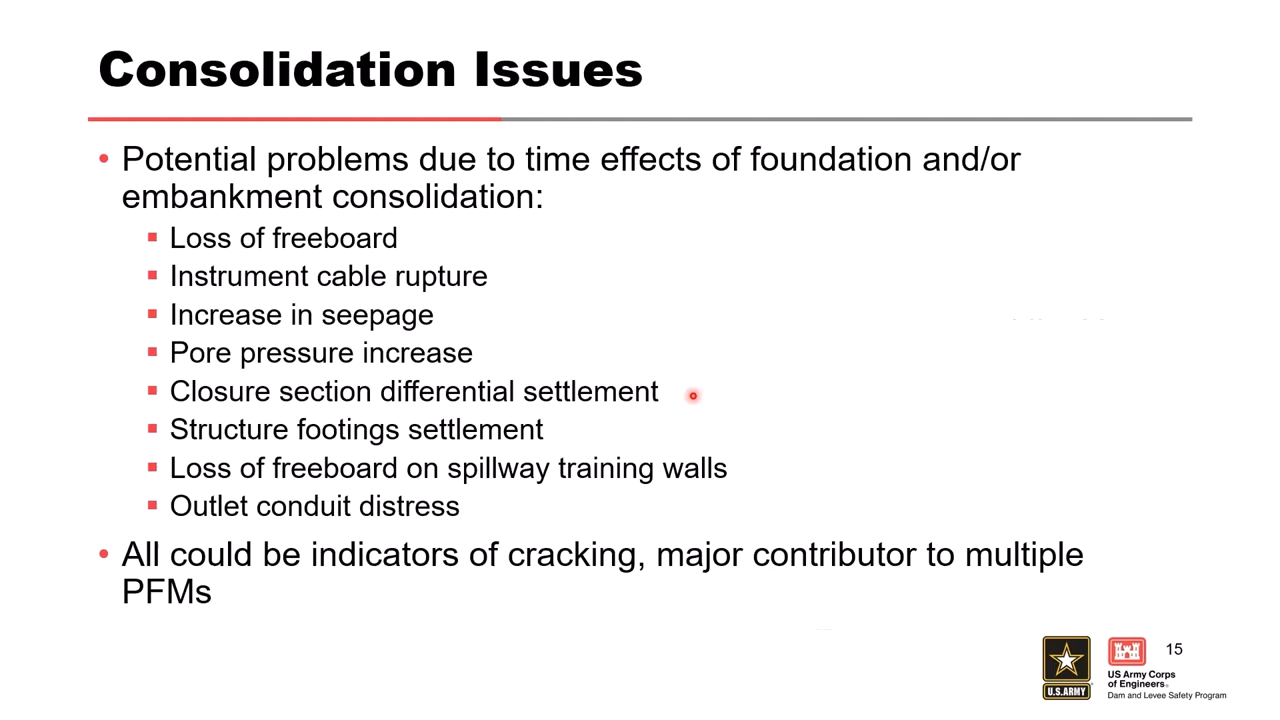 Consolidation Issues
• Potential problems due to time effects of foundation and/or
embankment consolidation:
▪ Loss of freeboard
▪ Instrument cable rupture
▪ Increase in seepage
▪ Pore pressure increase
▪ Closure section differential settlement
▪ Structure footings settlement
▪ Loss of freeboard on spillway training walls
▪ Outlet conduit distress
• All could be indicators of cracking, major contributor to multiple
PFMs
15
U.S.ARMY
US Army Corps
of Engineers®
Dam and Levee Safety Program